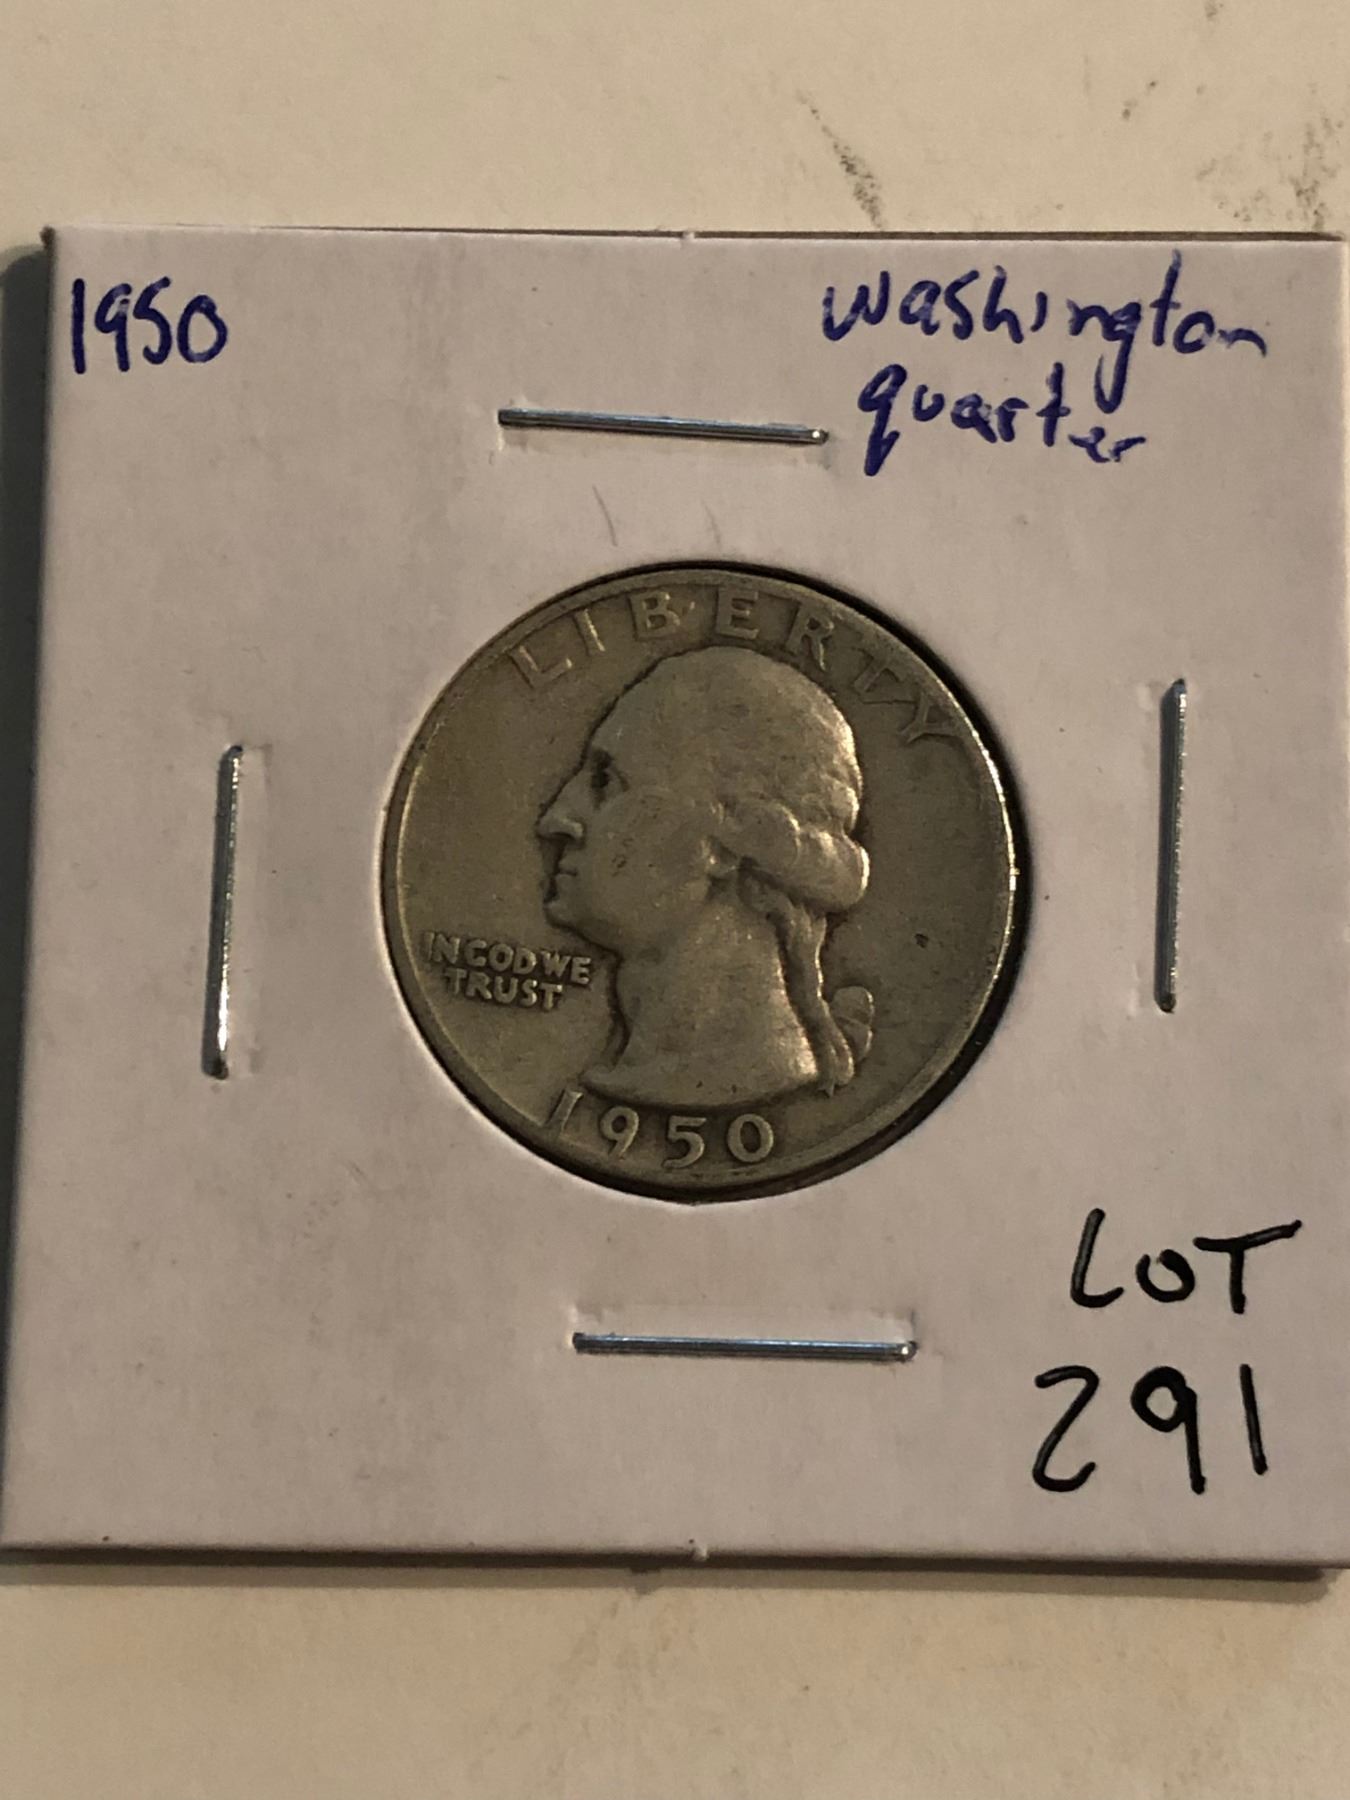 1950
washington
quarter
LIBERTY
IN GOD WE
TRUST
1950
LOT
291